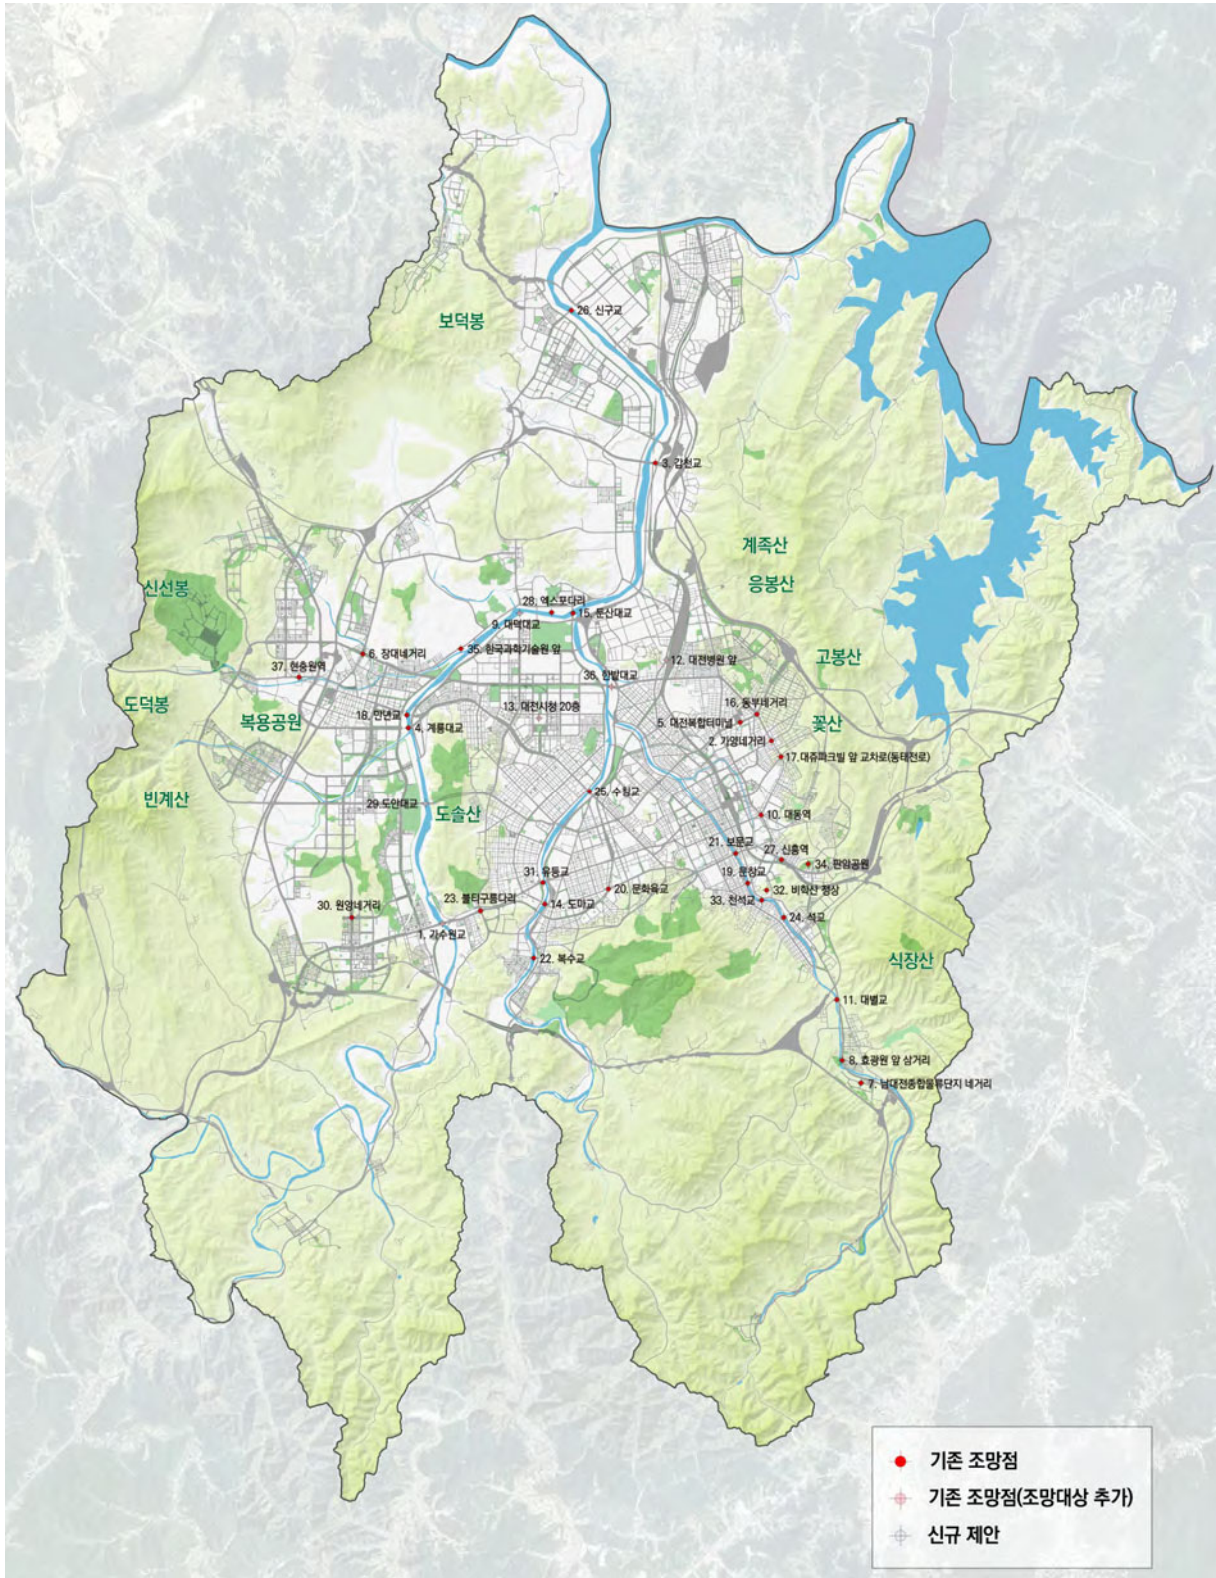 26. 신구교
보덕봉
3. 갑천교
계족산
응봉산
신선봉
28. 엑스포다리
15. 둔산대교
9. 대덕대교
35. 한국과학기술원 앞
6. 장대네거리
12. 대전병원 앞
고봉산
37. 현충원역
36. 한밭대교
도덕봉
복용공원
18. 만년교
13. 대전시청 20층
16. 동부네거리
5. 대전복합터미널
꽃산
4. 계룡대교
2. 가양네거리
17.대쥬파크빌 앞 교차로(동태전로)
빈계산
29.도안대교
도솔산
25. 수침교
10. 대동역
21. 보문교
27. 신흥역
34. 판암공원
31. 유등교
19. 문창교
20. 문화육교
32. 비학산 정상
30. 원앙네거리
23. 불티구름다리
14. 도마교
33. 천석교
24. 석교
1. 가수원교
22. 복수교
식장산
11. 대별교
8. 효광원 앞 삼거리
7. 남대전종합물류단지 네거리
기존 조망점
기존 조망점(조망대상 추가)
신규 제안